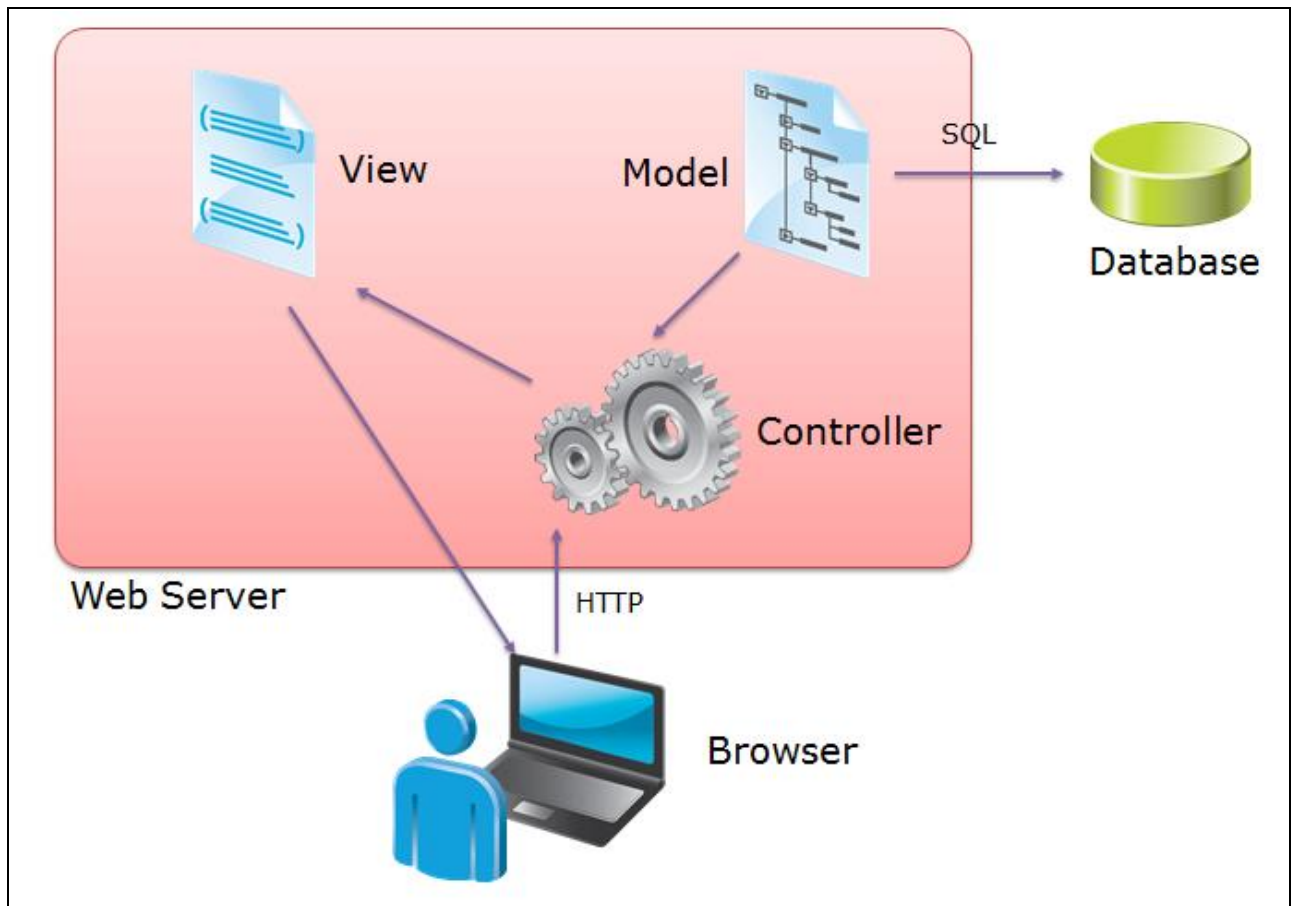 View
Model
SQL
Database
Controller
Web Server
HTTP
Browser